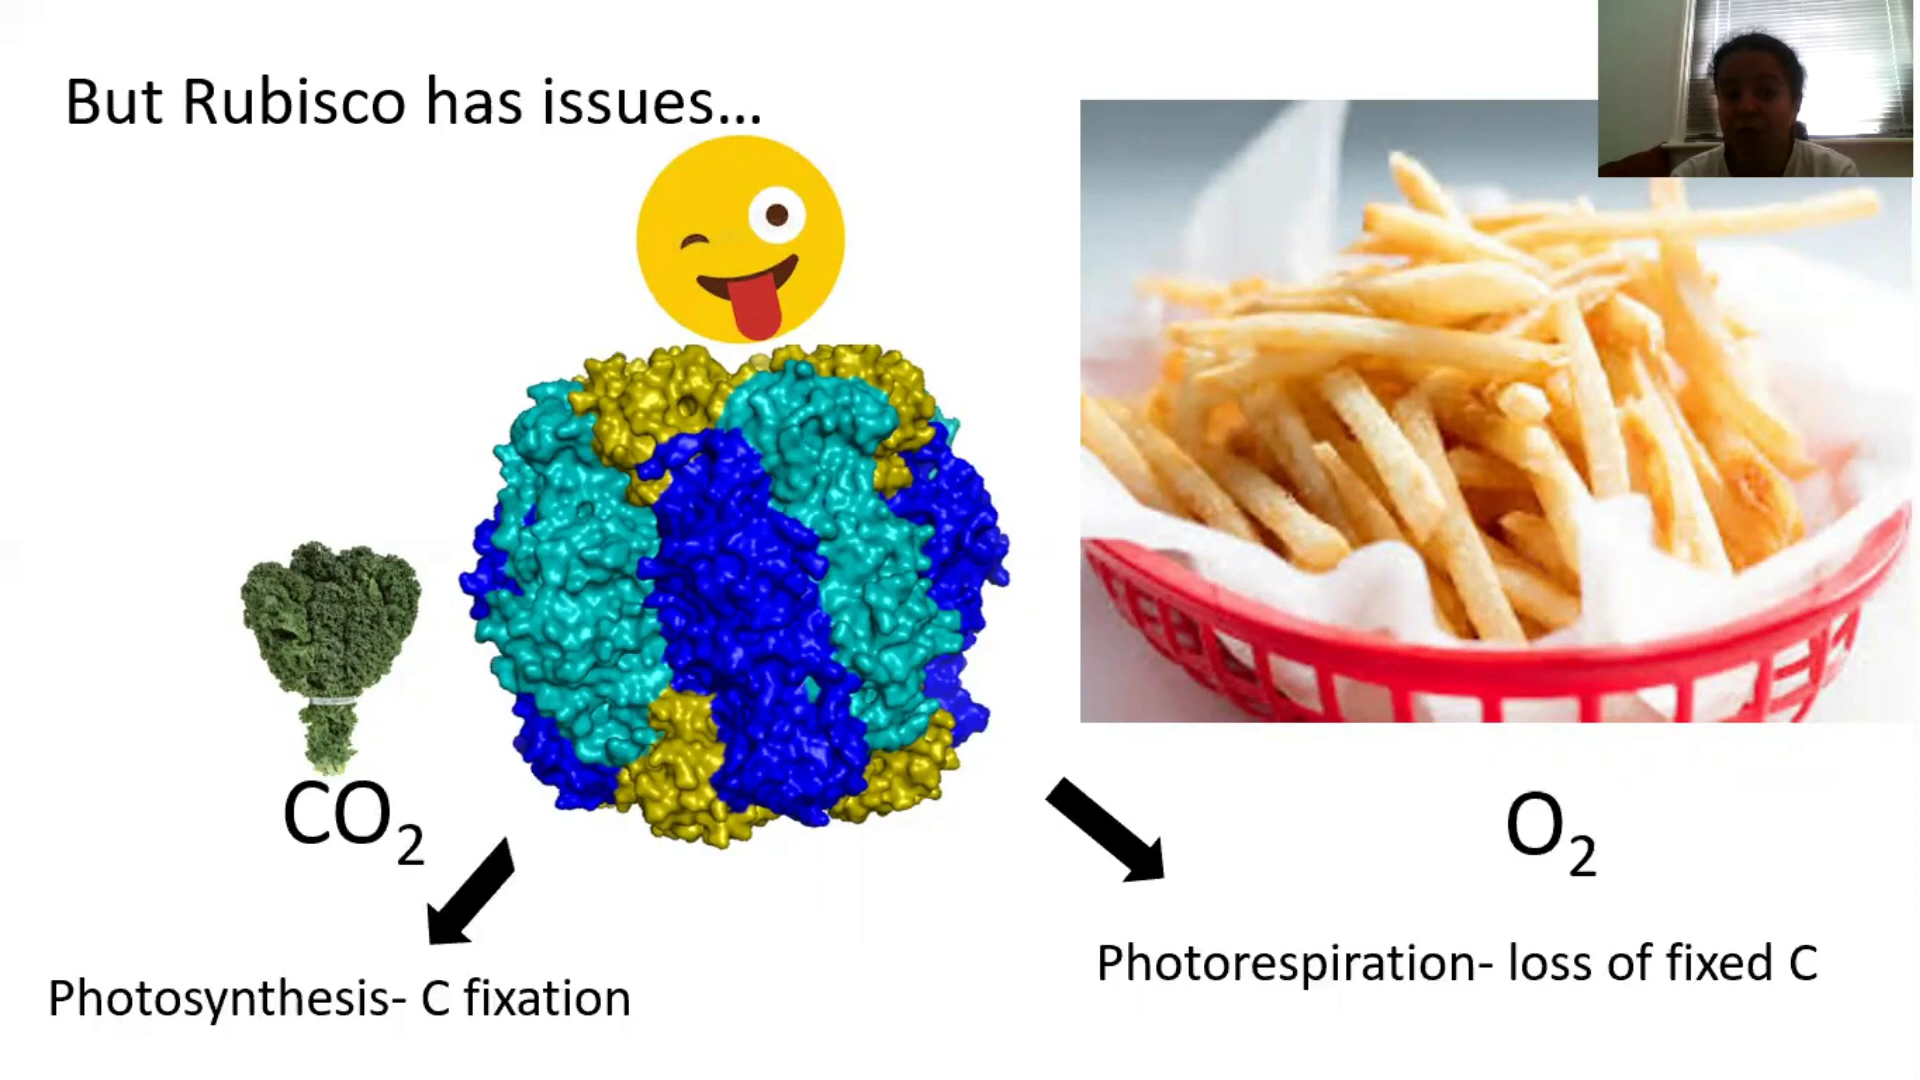 But Rubisco has issues...
CO₂
O₂
Photosynthesis- C fixation
Photorespiration- loss of fixed C